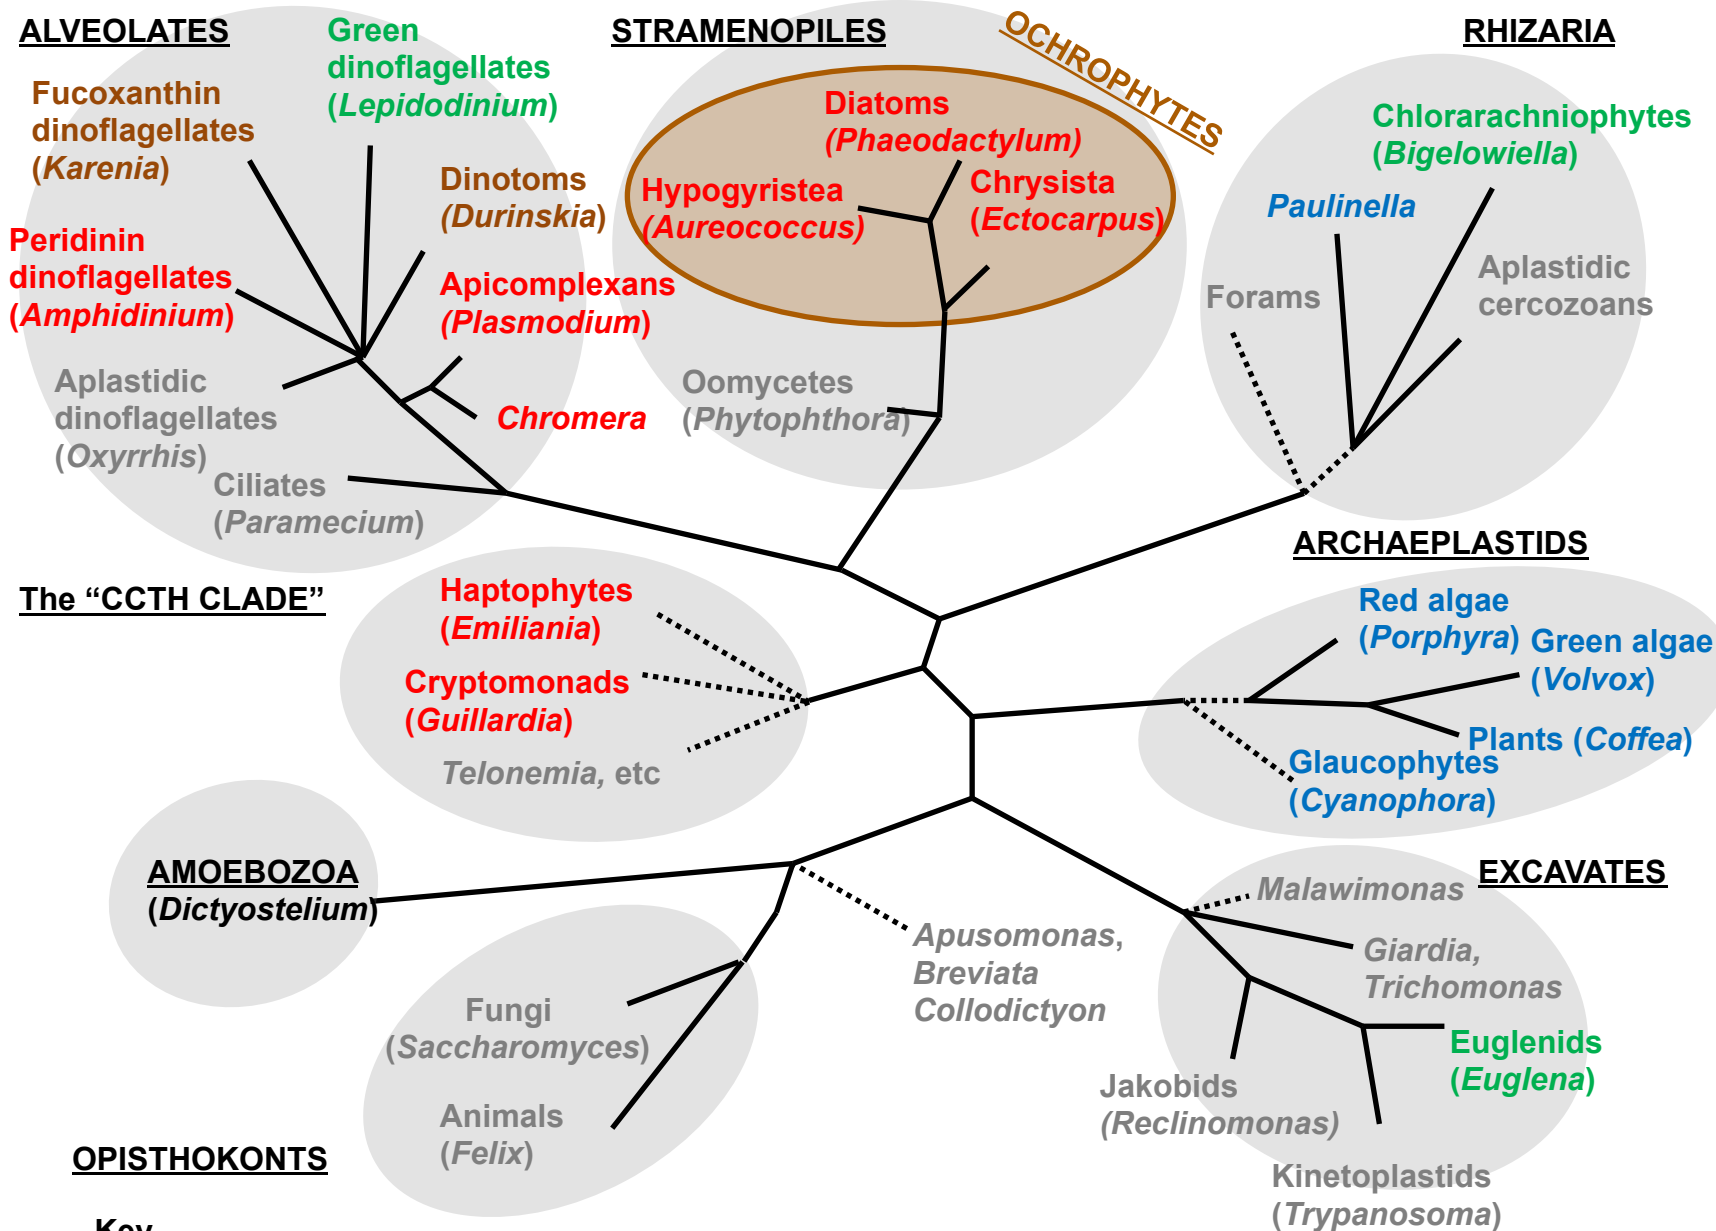 ALVEOLATES
Green
dinoflagellates
(Lepidodinium)
Fucoxanthin
dinoflagellates
(Karenia)
Dinotoms
(Durinskia)
Peridinin
dinoflagellates
(Amphidinium)
Apicomplexans
(Plasmodium)
Aplastidic
dinoflagellates
(Oxyrrhis)
Chromera
Ciliates
(Paramecium)
STRAMENOPILES
OCHROPHYTES
Diatoms
(Phaeodactylum)
Hypogyristea
(Aureococcus)
Chrysista
(Ectocarpus)
Oomycetes
(Phytophthora)
RHIZARIA
Chlorarachniophytes
(Bigelowiella)
Paulinella
Forams
Aplastidic
cercozoans
The “CCTH CLADE”
Haptophytes
(Emiliania)
Cryptomonads
(Guillardia)
Telonemia, etc
ARCHAEPLASTIDS
Red algae
(Porphyra)
Green algae
(Volvox)
Plants (Coffea)
Glaucophytes
(Cyanophora)
AMOEBOZOA
(Dictyostelium)
Apusomonas,
Breviata
Collodictyon
EXCAVATES
Malawimonas
Giardia,
Trichomonas
Euglenids
(Euglena)
Jakobids
(Reclinomonas)
Kinetoplastids
(Trypanosoma)
Fungi
(Saccharomyces)
Animals
(Felix)
OPISTHOKONTS
Key